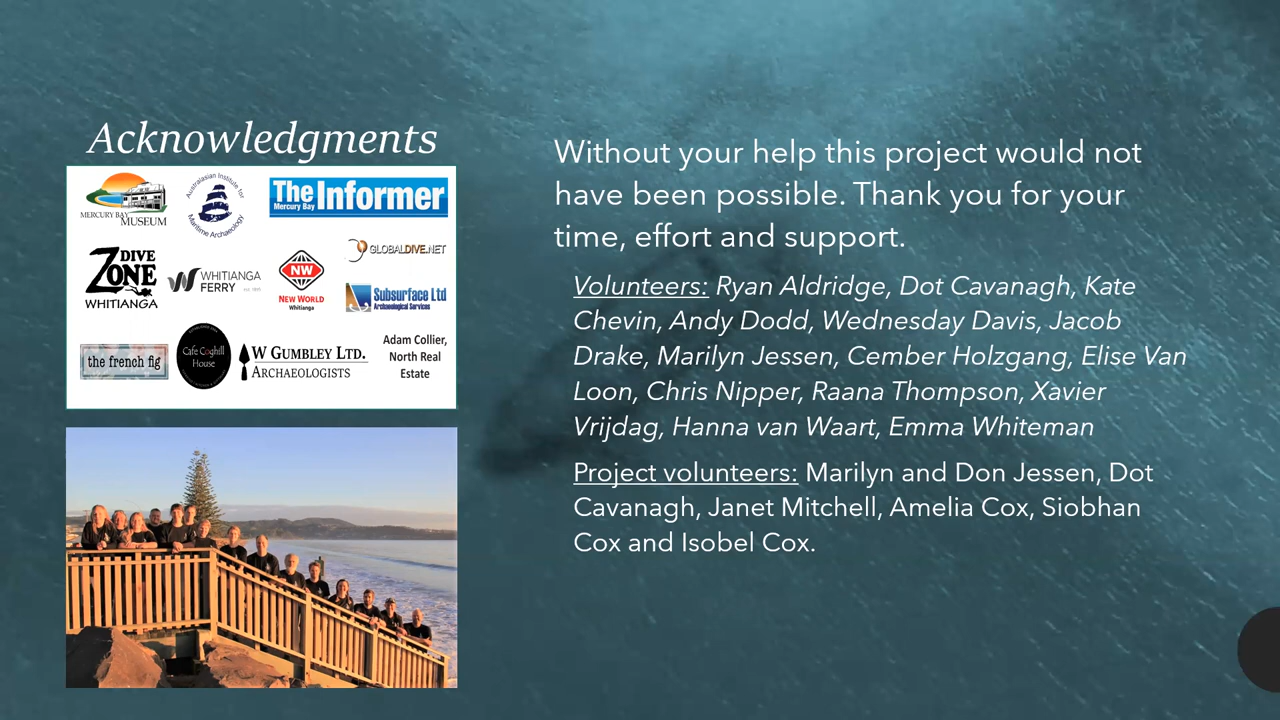 Acknowledgments
MERCURY BAY
MUSEUM
Australasian Institute for
Maritime Archaeology
The Informer
Mercury Bay
DIVE
ZONE
WHITIANGA
WHITIANGA
FERRY
NW
NEW WORLD
Whitianga
GLOBALDIVE.NET
Subsurface Ltd
Archaeological Services
the french fig
Cafe Coghill
House
W GUMBLEY LTD.
ARCHAEOLOGISTS
Adam Collier,
North Real
Estate
Without your help this project would not
have been possible. Thank you for your
time, effort and support.
Volunteers: Ryan Aldridge, Dot Cavanagh, Kate
Chevin, Andy Dodd, Wednesday Davis, Jacob
Drake, Marilyn Jessen, Cember Holzgang, Elise Van
Loon, Chris Nipper, Raana Thompson, Xavier
Vrijdag, Hanna van Waart, Emma Whiteman
Project volunteers: Marilyn and Don Jessen, Dot
Cavanagh, Janet Mitchell, Amelia Cox, Siobhan
Cox and Isobel Cox.